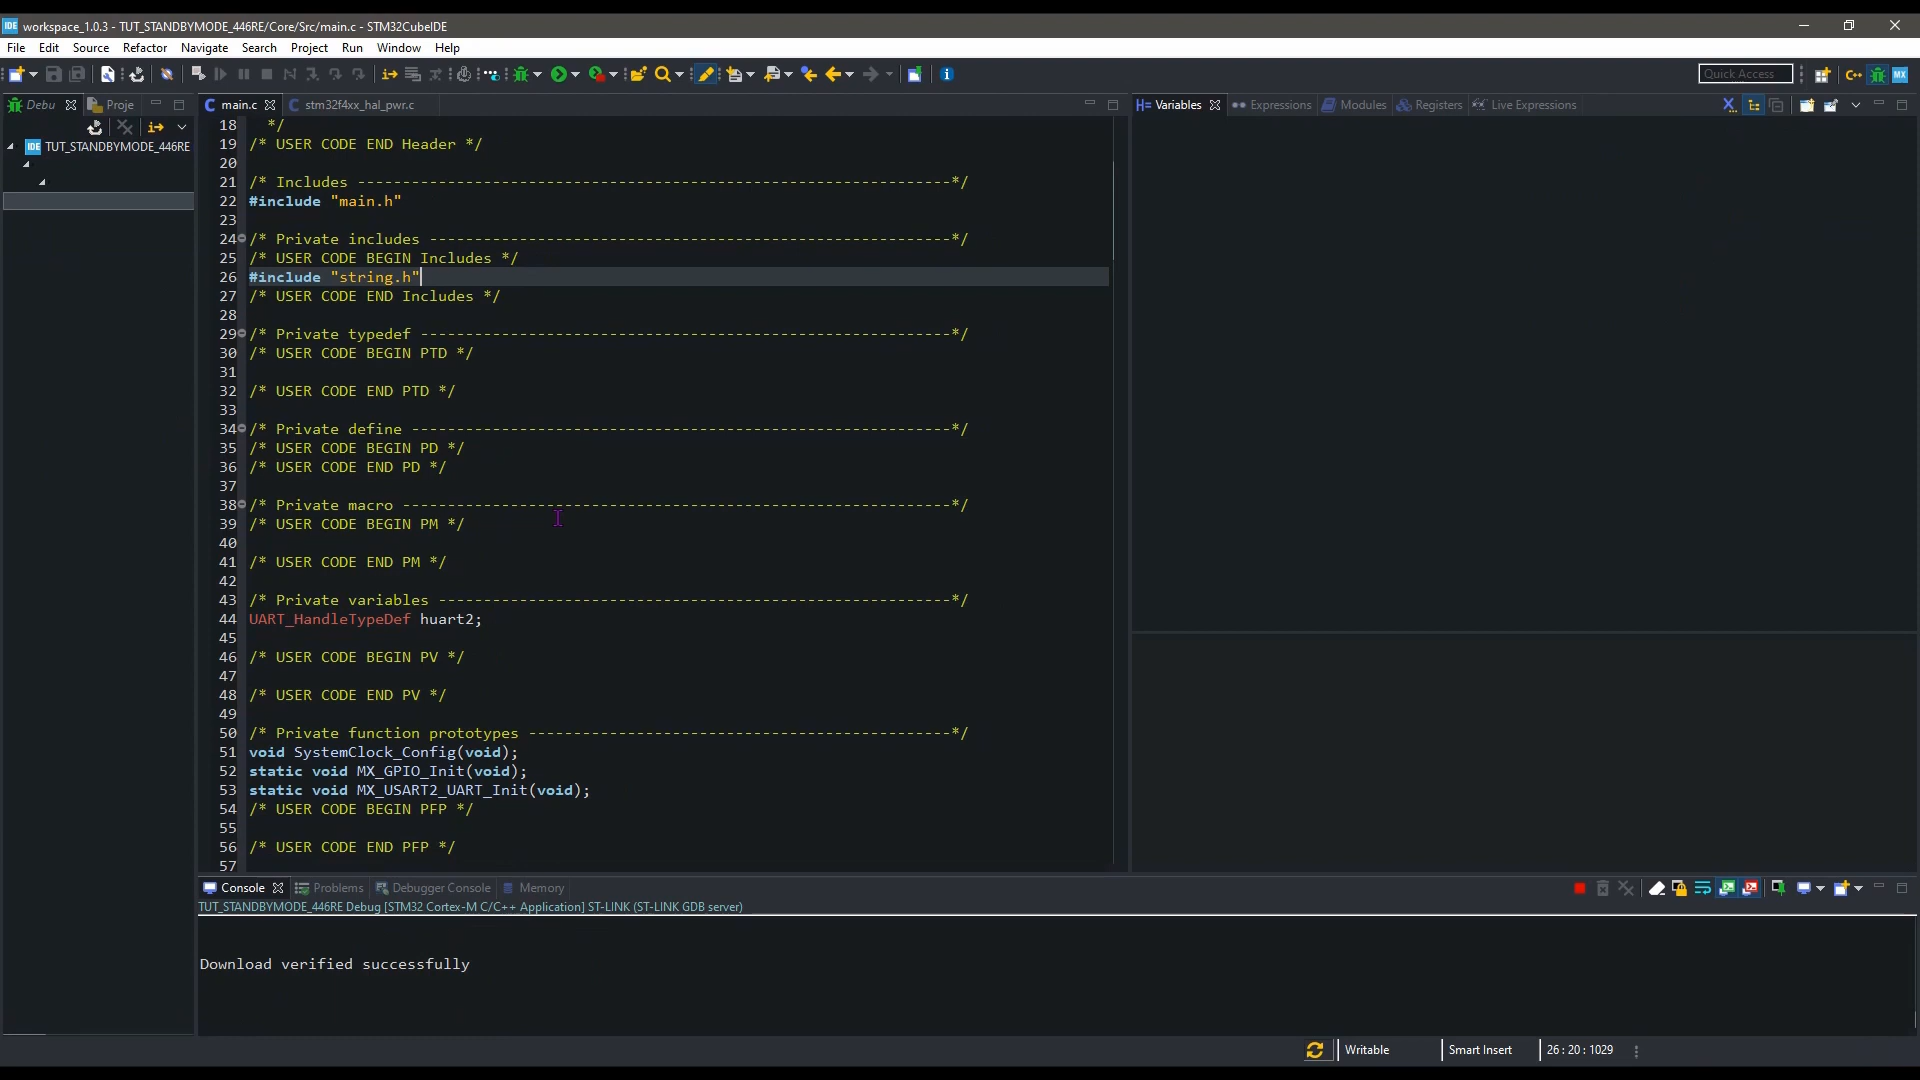 IDE workspace_1.0.3 - TUT_STANDBYMODE_446RE/Core/Src/main.c - STM32CubeIDE
File Edit Source Refactor Navigate Search Project Run Window Help
Quick Access
C++ MX
Debu Proje
IDE TUT_STANDBYMODE_446RE
main.c stm32f4xx_hal_pwr.c
18 */
19 /* USER CODE END Header */
20
21 /* Includes ------------------------------------------------------------------*/
22 #include "main.h"
23
24 /* Private includes ----------------------------------------------------------*/
25 /* USER CODE BEGIN Includes */
26 #include "string.h"
27 /* USER CODE END Includes */
28
29 /* Private typedef -----------------------------------------------------------*/
30 /* USER CODE BEGIN PTD */
31
32 /* USER CODE END PTD */
33
34 /* Private define ------------------------------------------------------------*/
35 /* USER CODE BEGIN PD */
36 /* USER CODE END PD */
37
38 /* Private macro -------------------------------------------------------------*/
39 /* USER CODE BEGIN PM */
40
41 /* USER CODE END PM */
42
43 /* Private variables ---------------------------------------------------------*/
44 UART_HandleTypeDef huart2;
45
46 /* USER CODE BEGIN PV */
47
48 /* USER CODE END PV */
49
50 /* Private function prototypes -----------------------------------------------*/
51 void SystemClock_Config(void);
52 static void MX_GPIO_Init(void);
53 static void MX_USART2_UART_Init(void);
54 /* USER CODE BEGIN PFP */
55
56 /* USER CODE END PFP */
57
(x)= Variables Expressions Modules Registers Live Expressions
Console Problems Debugger Console Memory
TUT_STANDBYMODE_446RE Debug [STM32 Cortex-M C/C++ Application] ST-LINK (ST-LINK GDB server)
Download verified successfully
Writable Smart Insert 26 : 20 : 1029